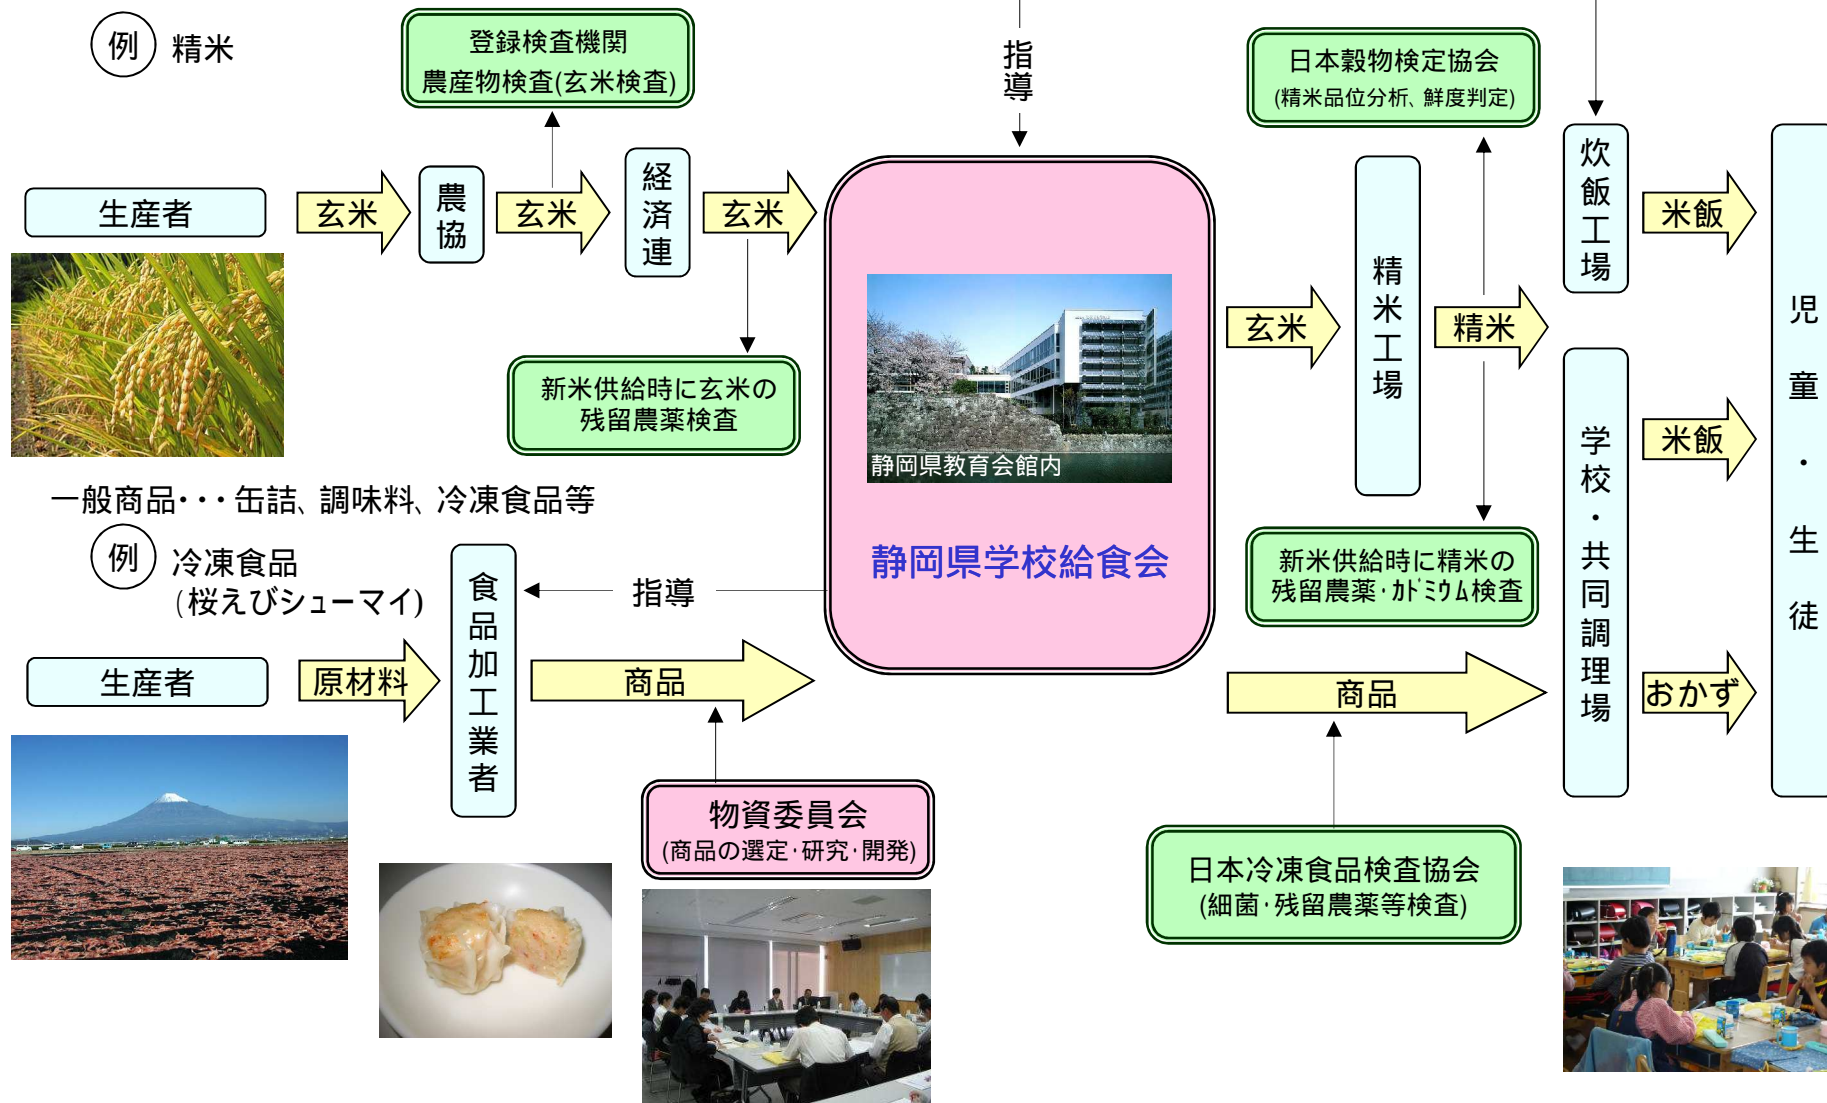 例 精米
登録検査機関
農産物検査(玄米検査)
指導
日本穀物検定協会
(精米品位分析、鮮度判定)
生産者
玄米
農協
玄米
経済連
玄米
新米供給時に玄米の
残留農薬検査
静岡県教育会館内
静岡県学校給食会
玄米
精米工場
精米
新米供給時に精米の
残留農薬･ｶﾄﾞﾐｳﾑ検査
炊飯工場
米飯
学校・共同調理場
米飯
児童・生徒
一般商品・・・缶詰、調味料、冷凍食品等
例 冷凍食品
(桜えびシューマイ)
生産者
原材料
食品加工業者
指導
商品
物資委員会
(商品の選定･研究･開発)
商品
おかず
日本冷凍食品検査協会
(細菌･残留農薬等検査)